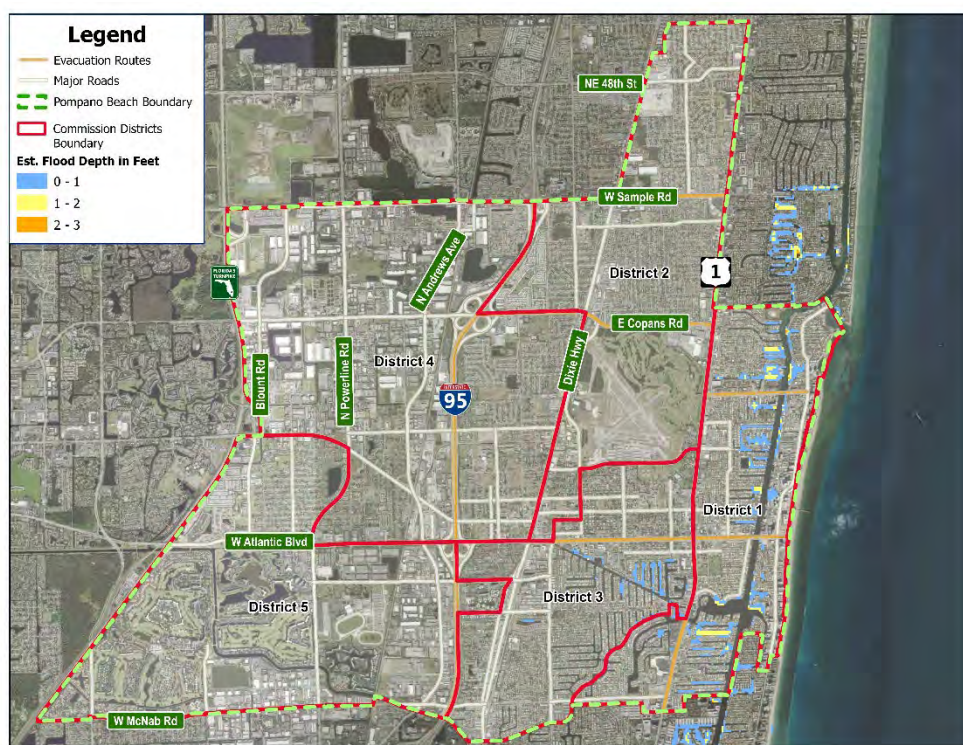 Legend
Evacuation Routes
Major Roads
Pompano Beach Boundary
Commission Districts
Boundary
Est. Flood Depth in Feet
0 - 1
1 - 2
2 - 3
NE 48th St
W Sample Rd
FLORIDA'S
TURNPIKE
N Andrews Ave
District 2
1
E Copans Rd
Blount Rd
N Powerline Rd
District 4
Dixie Hwy
95
District 1
W Atlantic Blvd
District 5
District 3
W McNab Rd